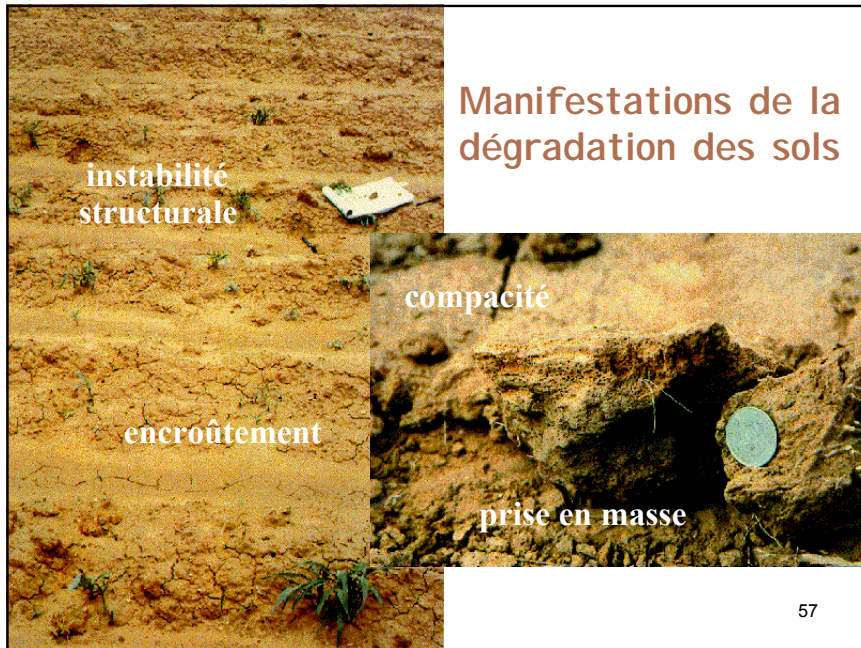 Manifestations de la
dégradation des sols
instabilité
structurale
compacité
encroûtement
prise en masse
57